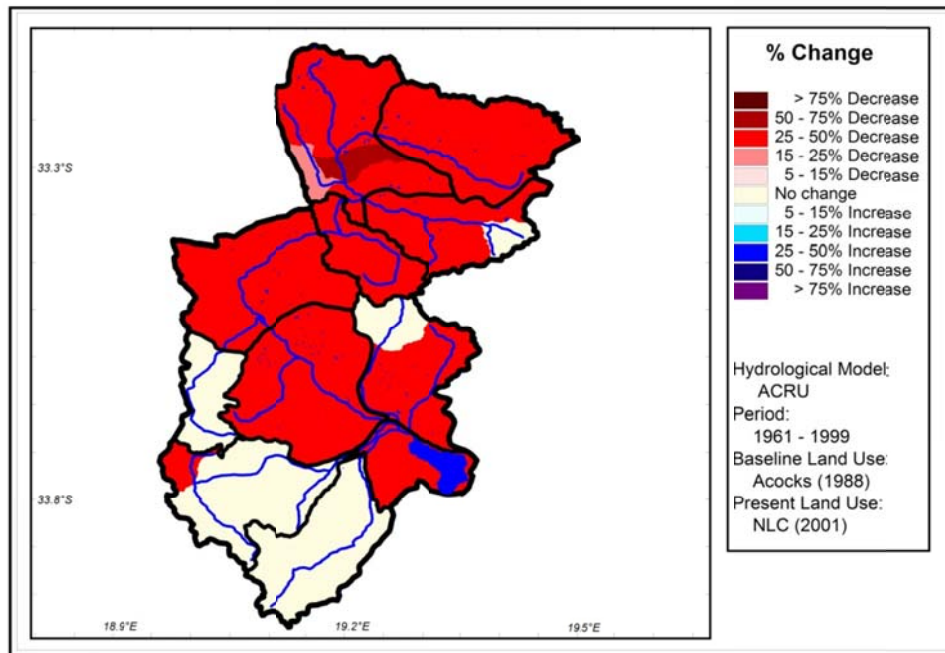 % Change
> 75% Decrease
50 - 75% Decrease
25 - 50% Decrease
15 - 25% Decrease
5 - 15% Decrease
No change
5 - 15% Increase
15 - 25% Increase
25 - 50% Increase
50 - 75% Increase
> 75% Increase
Hydrological Model:
ACRU
Period:
1961 - 1999
Baseline Land Use:
Acocks (1988)
Present Land Use:
NLC (2001)
33.3°S
33.8°S
18.9°E 19.2°E 19.5°E